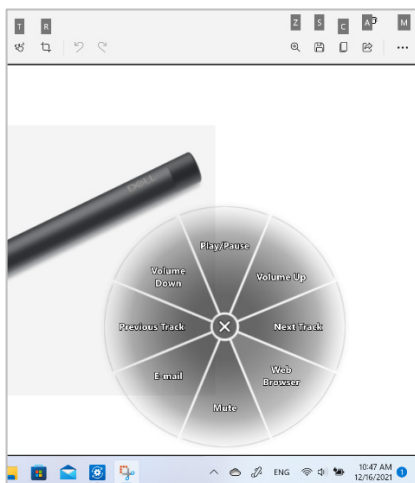 T R Z S C A M
DELL
Play/Pause
Volume Down
Volume Up
Previous Track
Next Track
E-mail
Web Browser
Mute
ENG
10:47 AM
12/16/2021
1